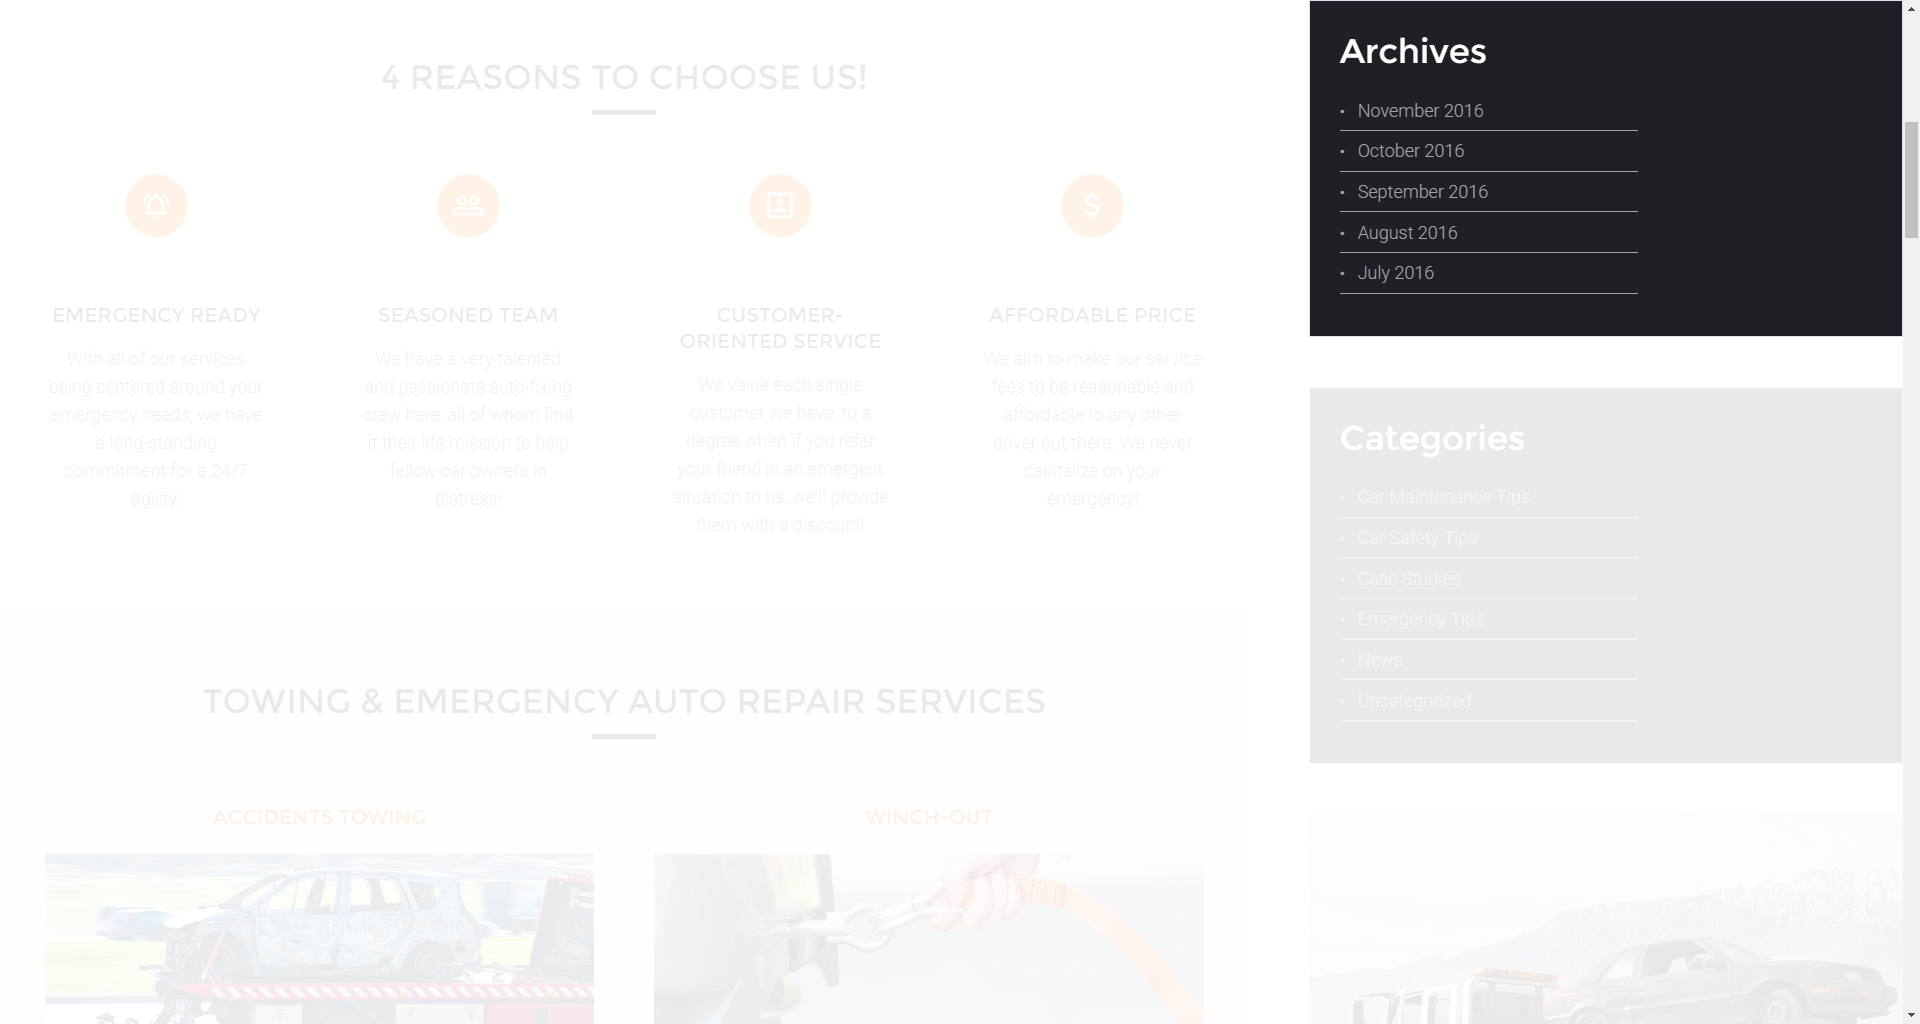 4 REASONS TO CHOOSE US!
EMERGENCY READY
With all of our services
being centered around your
emergency needs, we have
a long-standing
commitment for a 24/7
agility!
SEASONED TEAM
We have a very talented
and passionate auto-fixing
crew here, all of whom find
it their life mission to help
fellow car owners in
distress!
CUSTOMER-
ORIENTED SERVICE
We value each single
customer we have, to a
degree when if you refer
your friend in an emergent
situation to us, we'll provide
them with a discount!
AFFORDABLE PRICE
We aim to make our service
fees to be reasonable and
affordable to any other
driver out there. We never
capitalize on your
emergency!
TOWING & EMERGENCY AUTO REPAIR SERVICES
ACCIDENTS TOWING
WINCH-OUT
Archives
• November 2016
• October 2016
• September 2016
• August 2016
• July 2016
Categories
• Car Maintenance Tips
• Car Safety Tips
• Case Studies
• Emergency Tips
• News
• Uncategorized